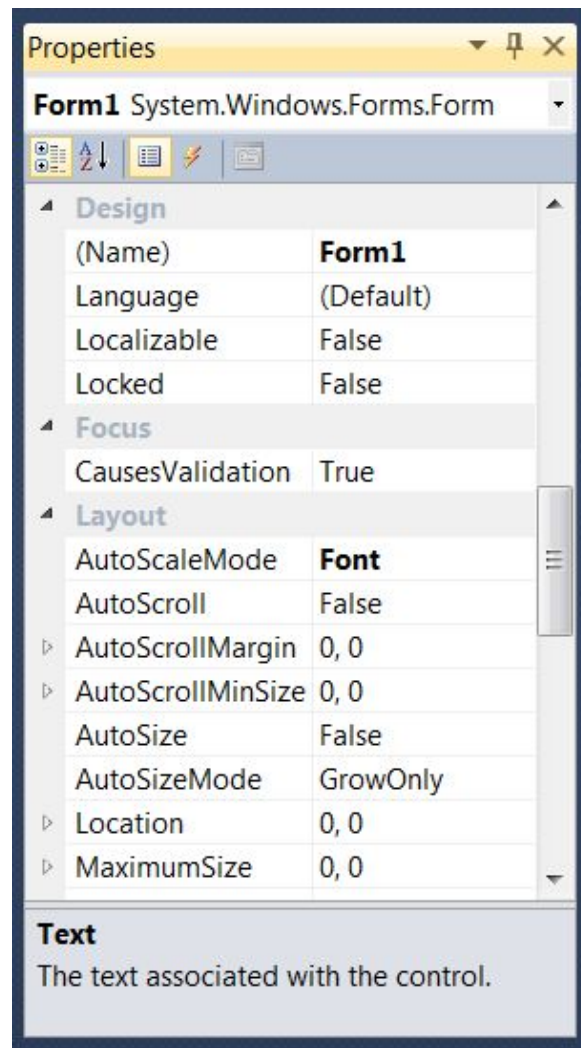 Properties
Form1 System.Windows.Forms.Form
A Z
Design
(Name) Form1
Language (Default)
Localizable False
Locked False
Focus
CausesValidation True
Layout
AutoScaleMode Font
AutoScroll False
AutoScrollMargin 0, 0
AutoScrollMinSize 0, 0
AutoSize False
AutoSizeMode GrowOnly
Location 0, 0
MaximumSize 0, 0
Text
The text associated with the control.